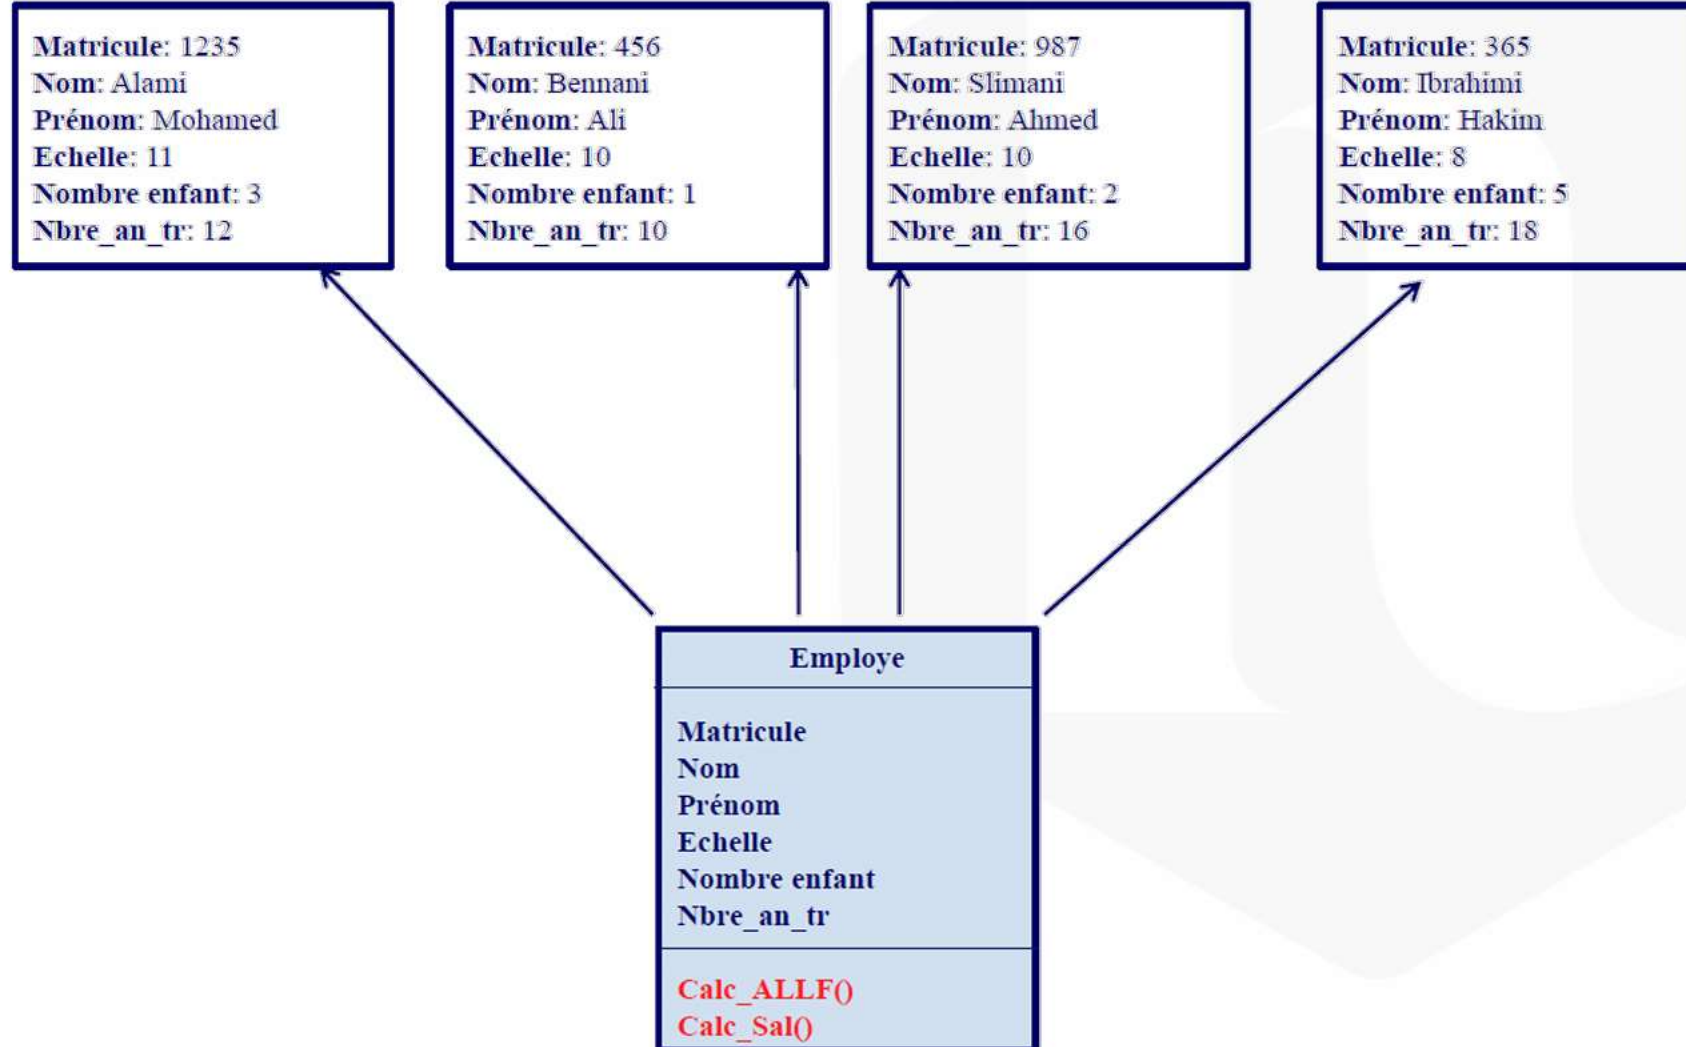 Matricule: 1235
Nom: Alami
Prénom: Mohamed
Echelle: 11
Nombre enfant: 3
Nbre_an_tr: 12
Matricule: 456
Nom: Bennani
Prénom: Ali
Echelle: 10
Nombre enfant: 1
Nbre_an_tr: 10
Matricule: 987
Nom: Slimani
Prénom: Ahmed
Echelle: 10
Nombre enfant: 2
Nbre_an_tr: 16
Matricule: 365
Nom: Ibrahimi
Prénom: Hakim
Echelle: 8
Nombre enfant: 5
Nbre_an_tr: 18
Employe
Matricule
Nom
Prénom
Echelle
Nombre enfant
Nbre_an_tr
Calc_ALLF()
Calc_Sal()